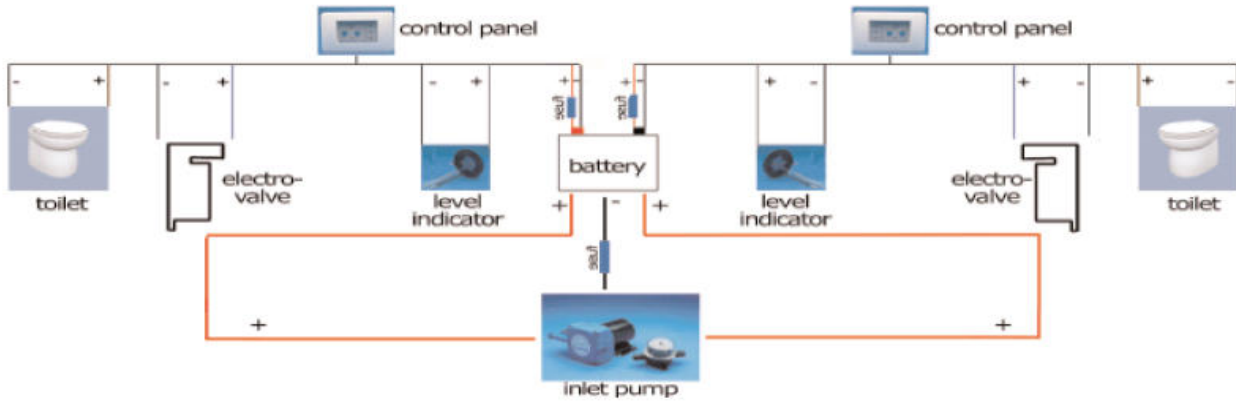 control panel
control panel
- +
- +
- +
+ -
+ -
+ -
+ -
+ -
fuse
fuse
battery
toilet
electro-
valve
level
indicator
level
indicator
electro-
valve
toilet
+ - +
fuse
+ +
inlet pump